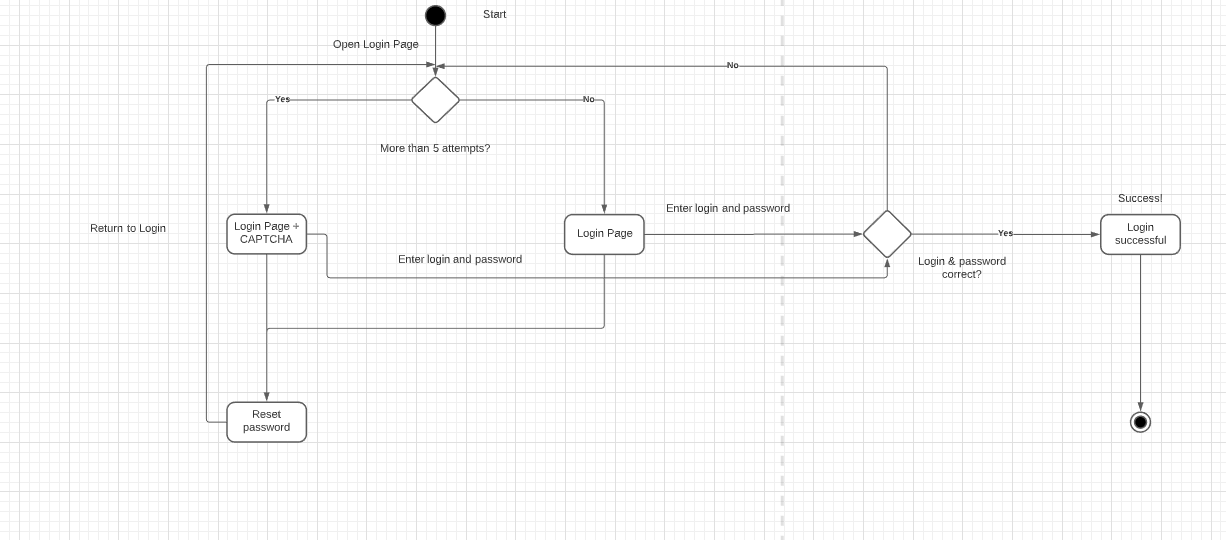 Start
Open Login Page
No
Yes
No
More than 5 attempts?
Success!
Enter login and password
Return to Login
Login Page +
CAPTCHA
Login Page
Yes
Login
successful
Enter login and password
Login & password
correct?
Reset
password